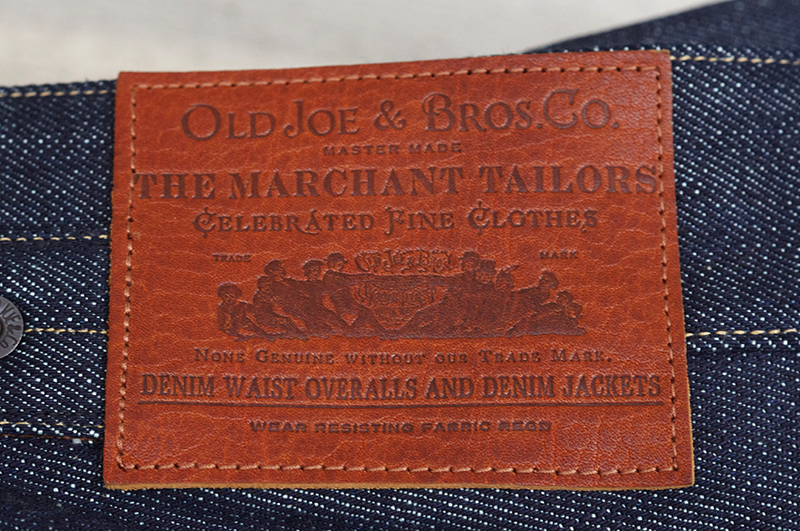 OLD JOE & BROS. CO.
MASTER MADE
THE MARCHANT TAILORS
CELEBRATED FINE CLOTHES
TRADE MARK
NONE GENUINE WITHOUT OUR TRADE MARK.
DENIM WAIST OVERALLS AND DENIM JACKETS
WEAR RESISTING FABRIC